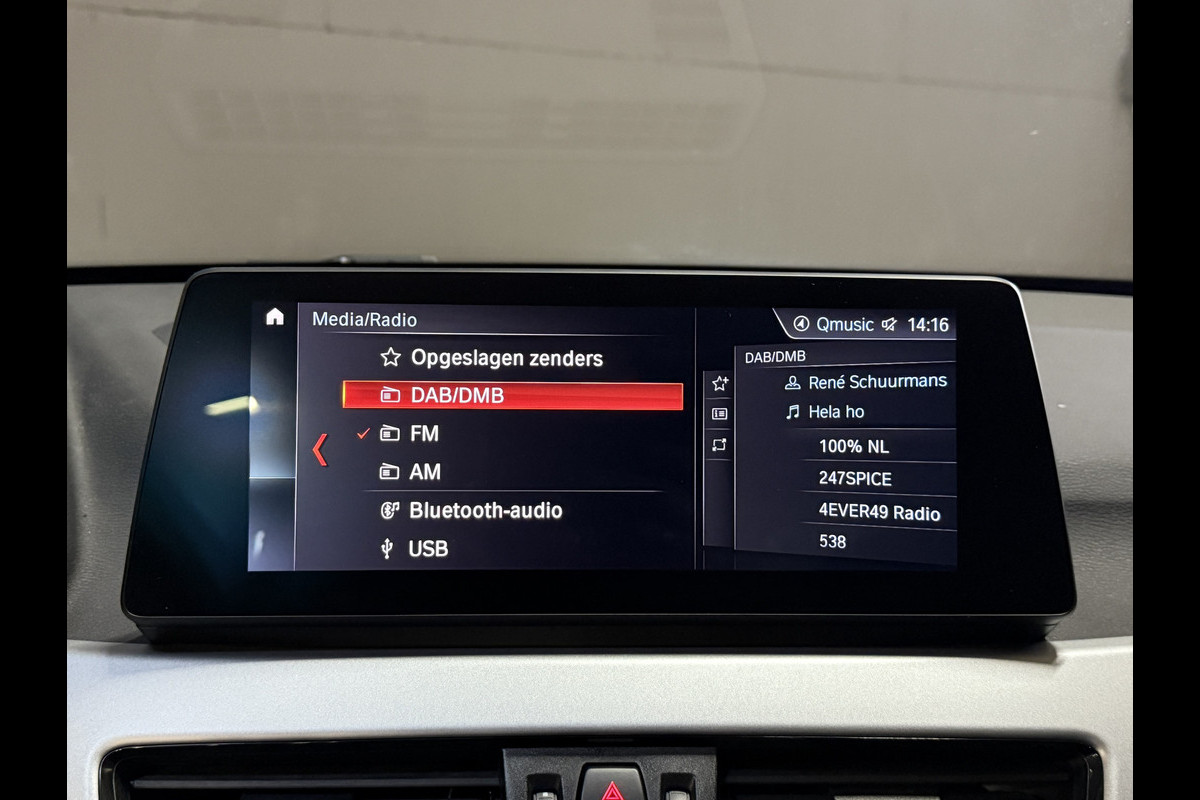 Media/Radio
Opgeslagen zenders
DAB/DMB
FM
AM
Bluetooth-audio
USB
Qmusic 14:16
DAB/DMB
René Schuurmans
Hela ho
100% NL
247SPICE
4EVER49 Radio
538